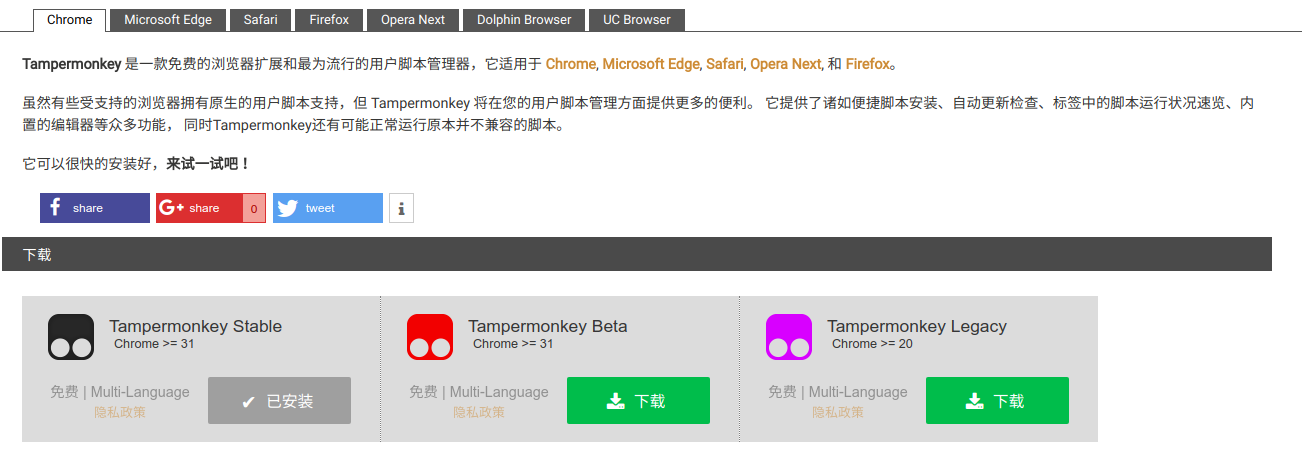 Chrome Microsoft Edge Safari Firefox Opera Next Dolphin Browser UC Browser
Tampermonkey 是一款免费的浏览器扩展和最为流行的用户脚本管理器，它适用于 Chrome, Microsoft Edge, Safari, Opera Next, 和 Firefox。
虽然有些受支持的浏览器拥有原生的用户脚本支持，但 Tampermonkey 将在您的用户脚本管理方面提供更多的便利。 它提供了诸如便捷脚本安装、自动更新检查、标签中的脚本运行状况速览、内
置的编辑器等众多功能， 同时Tampermonkey还有可能正常运行原本并不兼容的脚本。
它可以很快的安装好，来试一试吧！
share share 0 tweet
下载
Tampermonkey Stable
Chrome >= 31
免费 | Multi-Language
隐私政策
已安装
Tampermonkey Beta
Chrome >= 31
免费 | Multi-Language
隐私政策
下载
Tampermonkey Legacy
Chrome >= 20
免费 | Multi-Language
隐私政策
下载